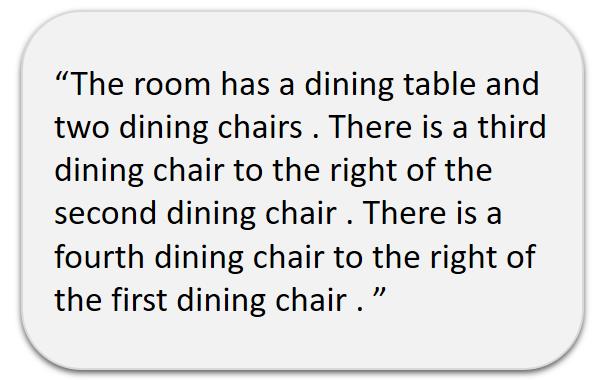 “The room has a dining table and
two dining chairs . There is a third
dining chair to the right of the
second dining chair . There is a
fourth dining chair to the right of
the first dining chair . ”